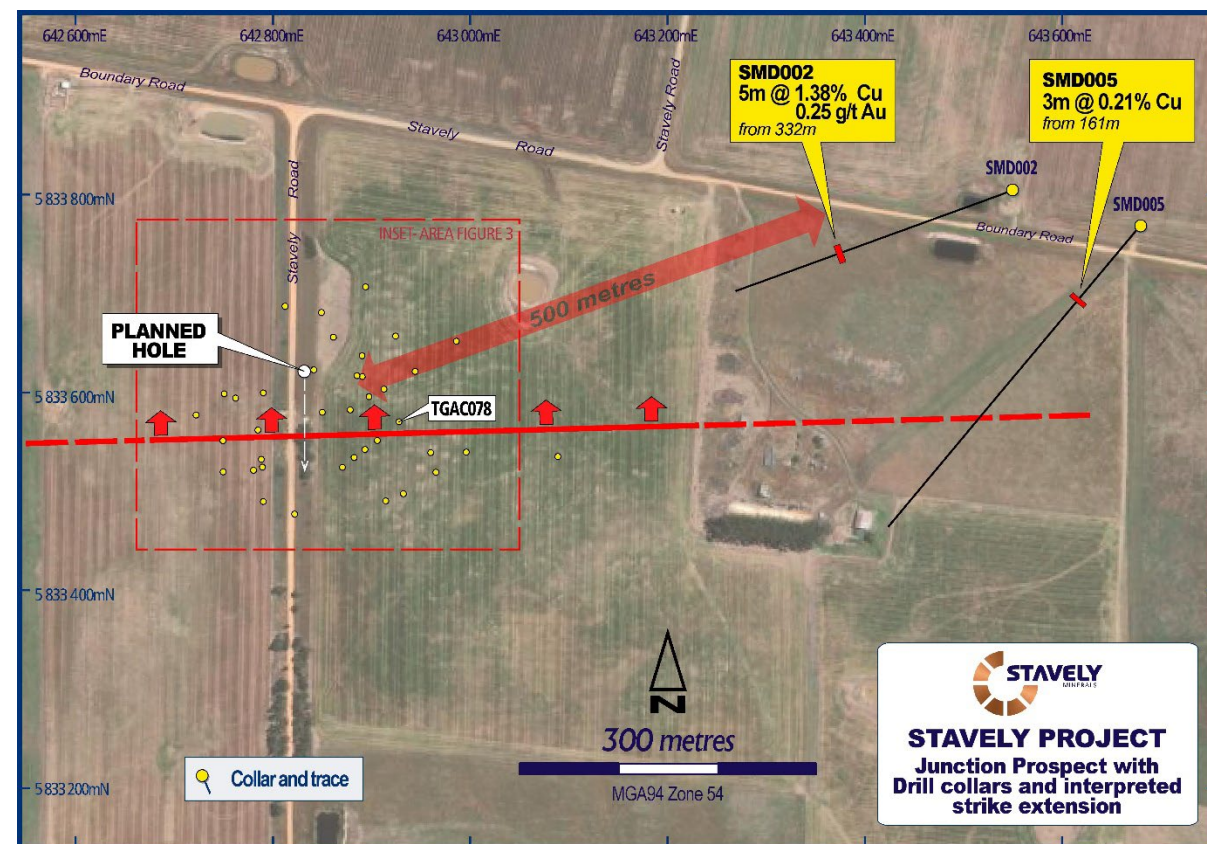 642 600mE
642 800mE
643 000mE
643 200mE
643 400mE
643 600mE
Boundary Road
Stavely Road
Stavely Road
Stavely Road
Stavely Road
Boundary Road
SMD002
5m @ 1.38% Cu
0.25 g/t Au
from 332m
SMD005
3m @ 0.21% Cu
from 161m
SMD002
SMD005
5 833 800mN
5 833 600mN
5 833 400mN
5 833 200mN
INSET- AREA FIGURE 3
500 metres
PLANNED
HOLE
TGAC078
N
300 metres
MGA94 Zone 54
Collar and trace
STAVELY
MINERALS
STAVELY PROJECT
Junction Prospect with
Drill collars and interpreted
strike extension